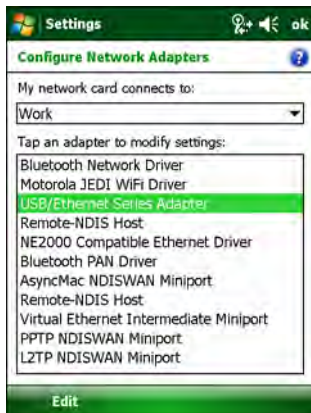 Settings
ok
Configure Network Adapters
?
My network card connects to:
Work
Tap an adapter to modify settings:
Bluetooth Network Driver
Motorola JEDI WiFi Driver
USB/Ethernet Series Adapter
Remote-NDIS Host
NE2000 Compatible Ethernet Driver
Bluetooth PAN Driver
AsyncMac NDISWAN Miniport
Remote-NDIS Host
Virtual Ethernet Intermediate Miniport
PPTP NDISWAN Miniport
L2TP NDISWAN Miniport
Edit